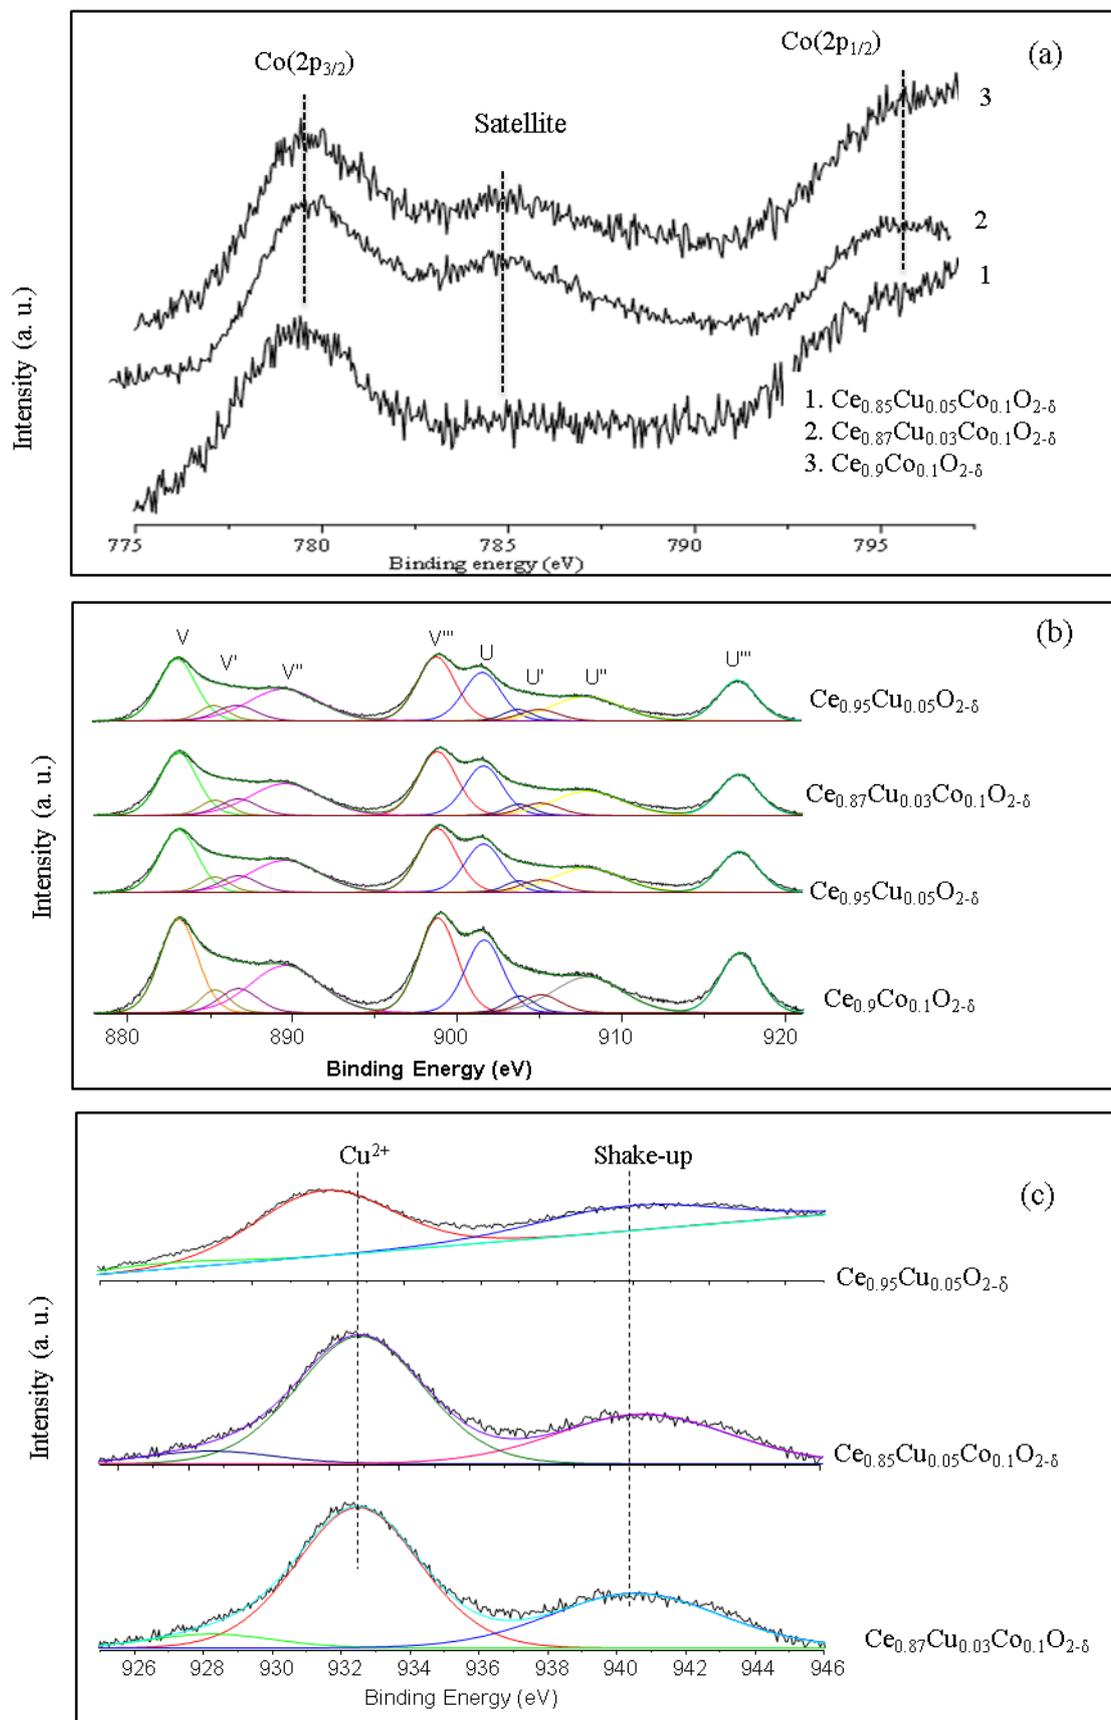 Co(2p3/2)
Satellite
Co(2p1/2)
(a)
3
2
1
1. Ce0.85Cu0.05Co0.1O2-δ
2. Ce0.87Cu0.03Co0.1O2-δ
3. Ce0.9Co0.1O2-δ
Intensity (a. u.)
775 780 785 790 795
Binding energy (eV)
(b)
V V' V'' V''' U U' U'' U'''
Ce0.95Cu0.05O2-δ
Ce0.87Cu0.03Co0.1O2-δ
Ce0.95Cu0.05O2-δ
Ce0.9Co0.1O2-δ
Intensity (a. u.)
880 890 900 910 920
Binding Energy (eV)
Cu2+
Shake-up
(c)
Ce0.95Cu0.05O2-δ
Ce0.85Cu0.05Co0.1O2-δ
Ce0.87Cu0.03Co0.1O2-δ
Intensity (a. u.)
926 928 930 932 934 936 938 940 942 944 946
Binding Energy (eV)